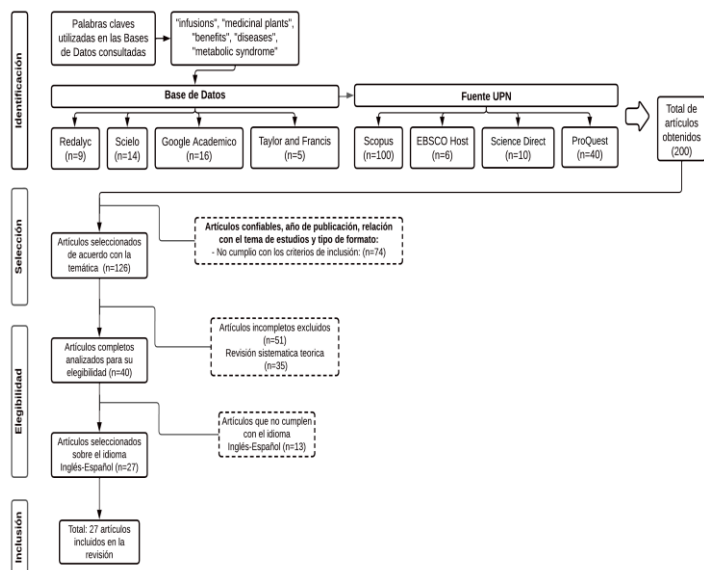 Identificación
Palabras claves
utilizadas en las Bases
de Datos consultadas
"infusions", "medicinal plants",
"benefits", "diseases",
"metabolic syndrome"
Base de Datos
Fuente UPN
Redalyc
(n=9)
Scielo
(n=14)
Google Academico
(n=16)
Taylor and Francis
(n=5)
Scopus
(n=100)
EBSCO Host
(n=6)
Science Direct
(n=10)
ProQuest
(n=40)
Total de
artículos
obtenidos
(200)
Selección
Artículos seleccionados
de acuerdo con la
temática (n=126)
Artículos confiables, año de publicación, relación
con el tema de estudios y tipo de formato:
- No cumplio con los criterios de inclusión: (n=74)
Elegibilidad
Artículos completos
analizados para su
elegibilidad (n=40)
Artículos incompletos excluidos
(n=51)
Revisión sistematica teorica
(n=35)
Artículos seleccionados
sobre el idioma
Inglés-Español (n=27)
Artículos que no cumplen
con el idioma
Inglés-Español (n=13)
Inclusión
Total: 27 artículos
incluidos en la
revisión